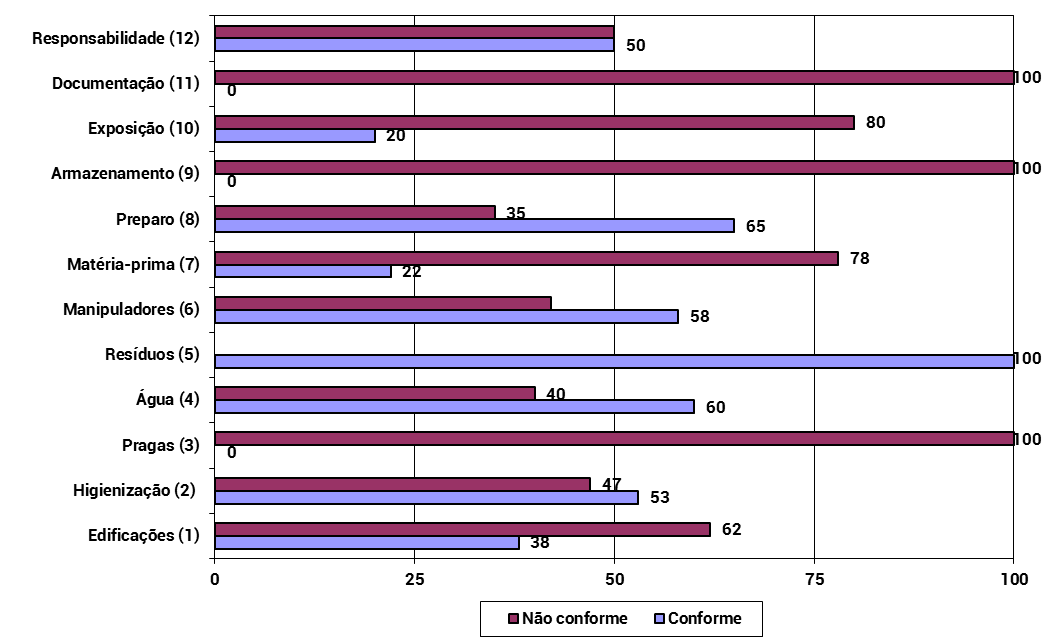 Responsabilidade (12)
50
Documentação (11)
100
0
Exposição (10)
80
20
Armazenamento (9)
100
0
Preparo (8)
35
65
Matéria-prima (7)
78
22
Manipuladores (6)
58
Resíduos (5)
100
Água (4)
40
60
Pragas (3)
100
0
Higienização (2)
47
53
Edificações (1)
62
38
0 25 50 75 100
Não conforme Conforme